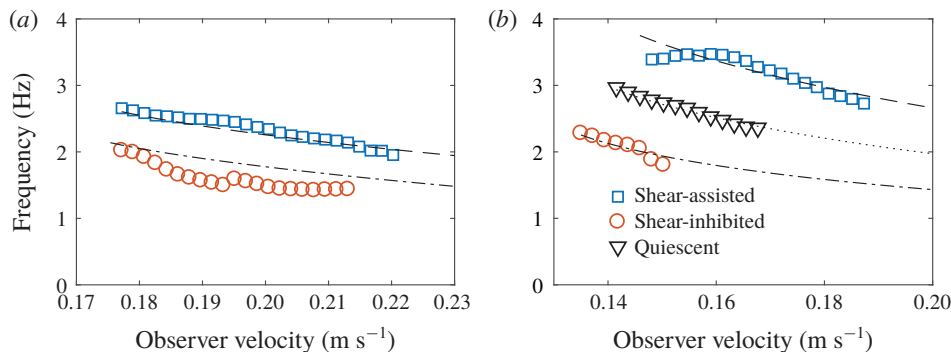 (a)
(b)
4
3
2
1
0
Frequency (Hz)
0.17
0.18
0.19
0.20
0.21
0.22
0.23
Observer velocity (m s⁻¹)
4
3
2
1
0
Shear-assisted
Shear-inhibited
Quiescent
0.14
0.16
0.18
0.20
Observer velocity (m s⁻¹)